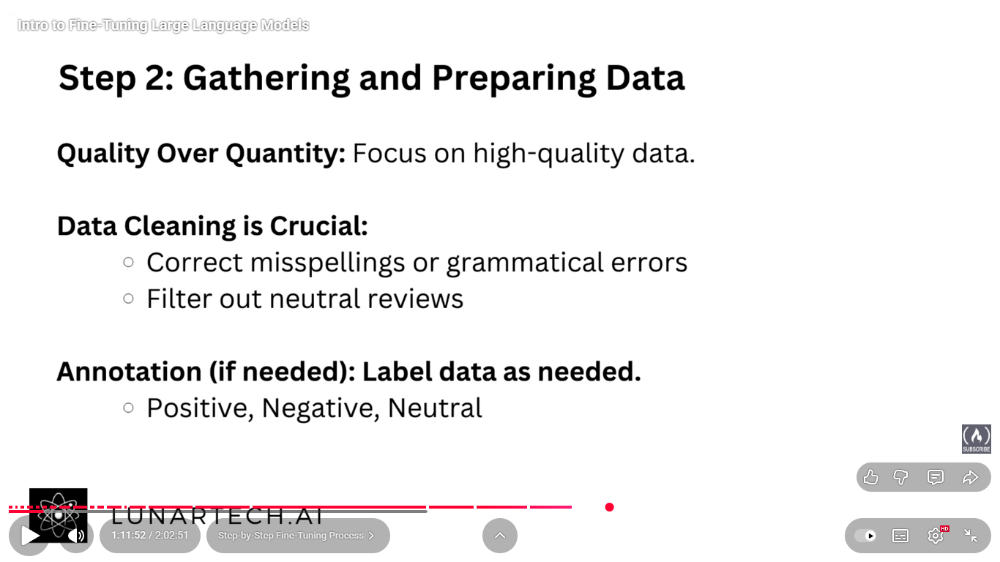 Intro to Fine-Tuning Large Language Models
Step 2: Gathering and Preparing Data
Quality Over Quantity: Focus on high-quality data.
Data Cleaning is Crucial:
Correct misspellings or grammatical errors
Filter out neutral reviews
Annotation (if needed): Label data as needed.
Positive, Negative, Neutral
SUBSCRIBE
LUNARTECH.AI
1:11:52 / 2:02:51
Step-by-Step Fine-Tuning Process
HD